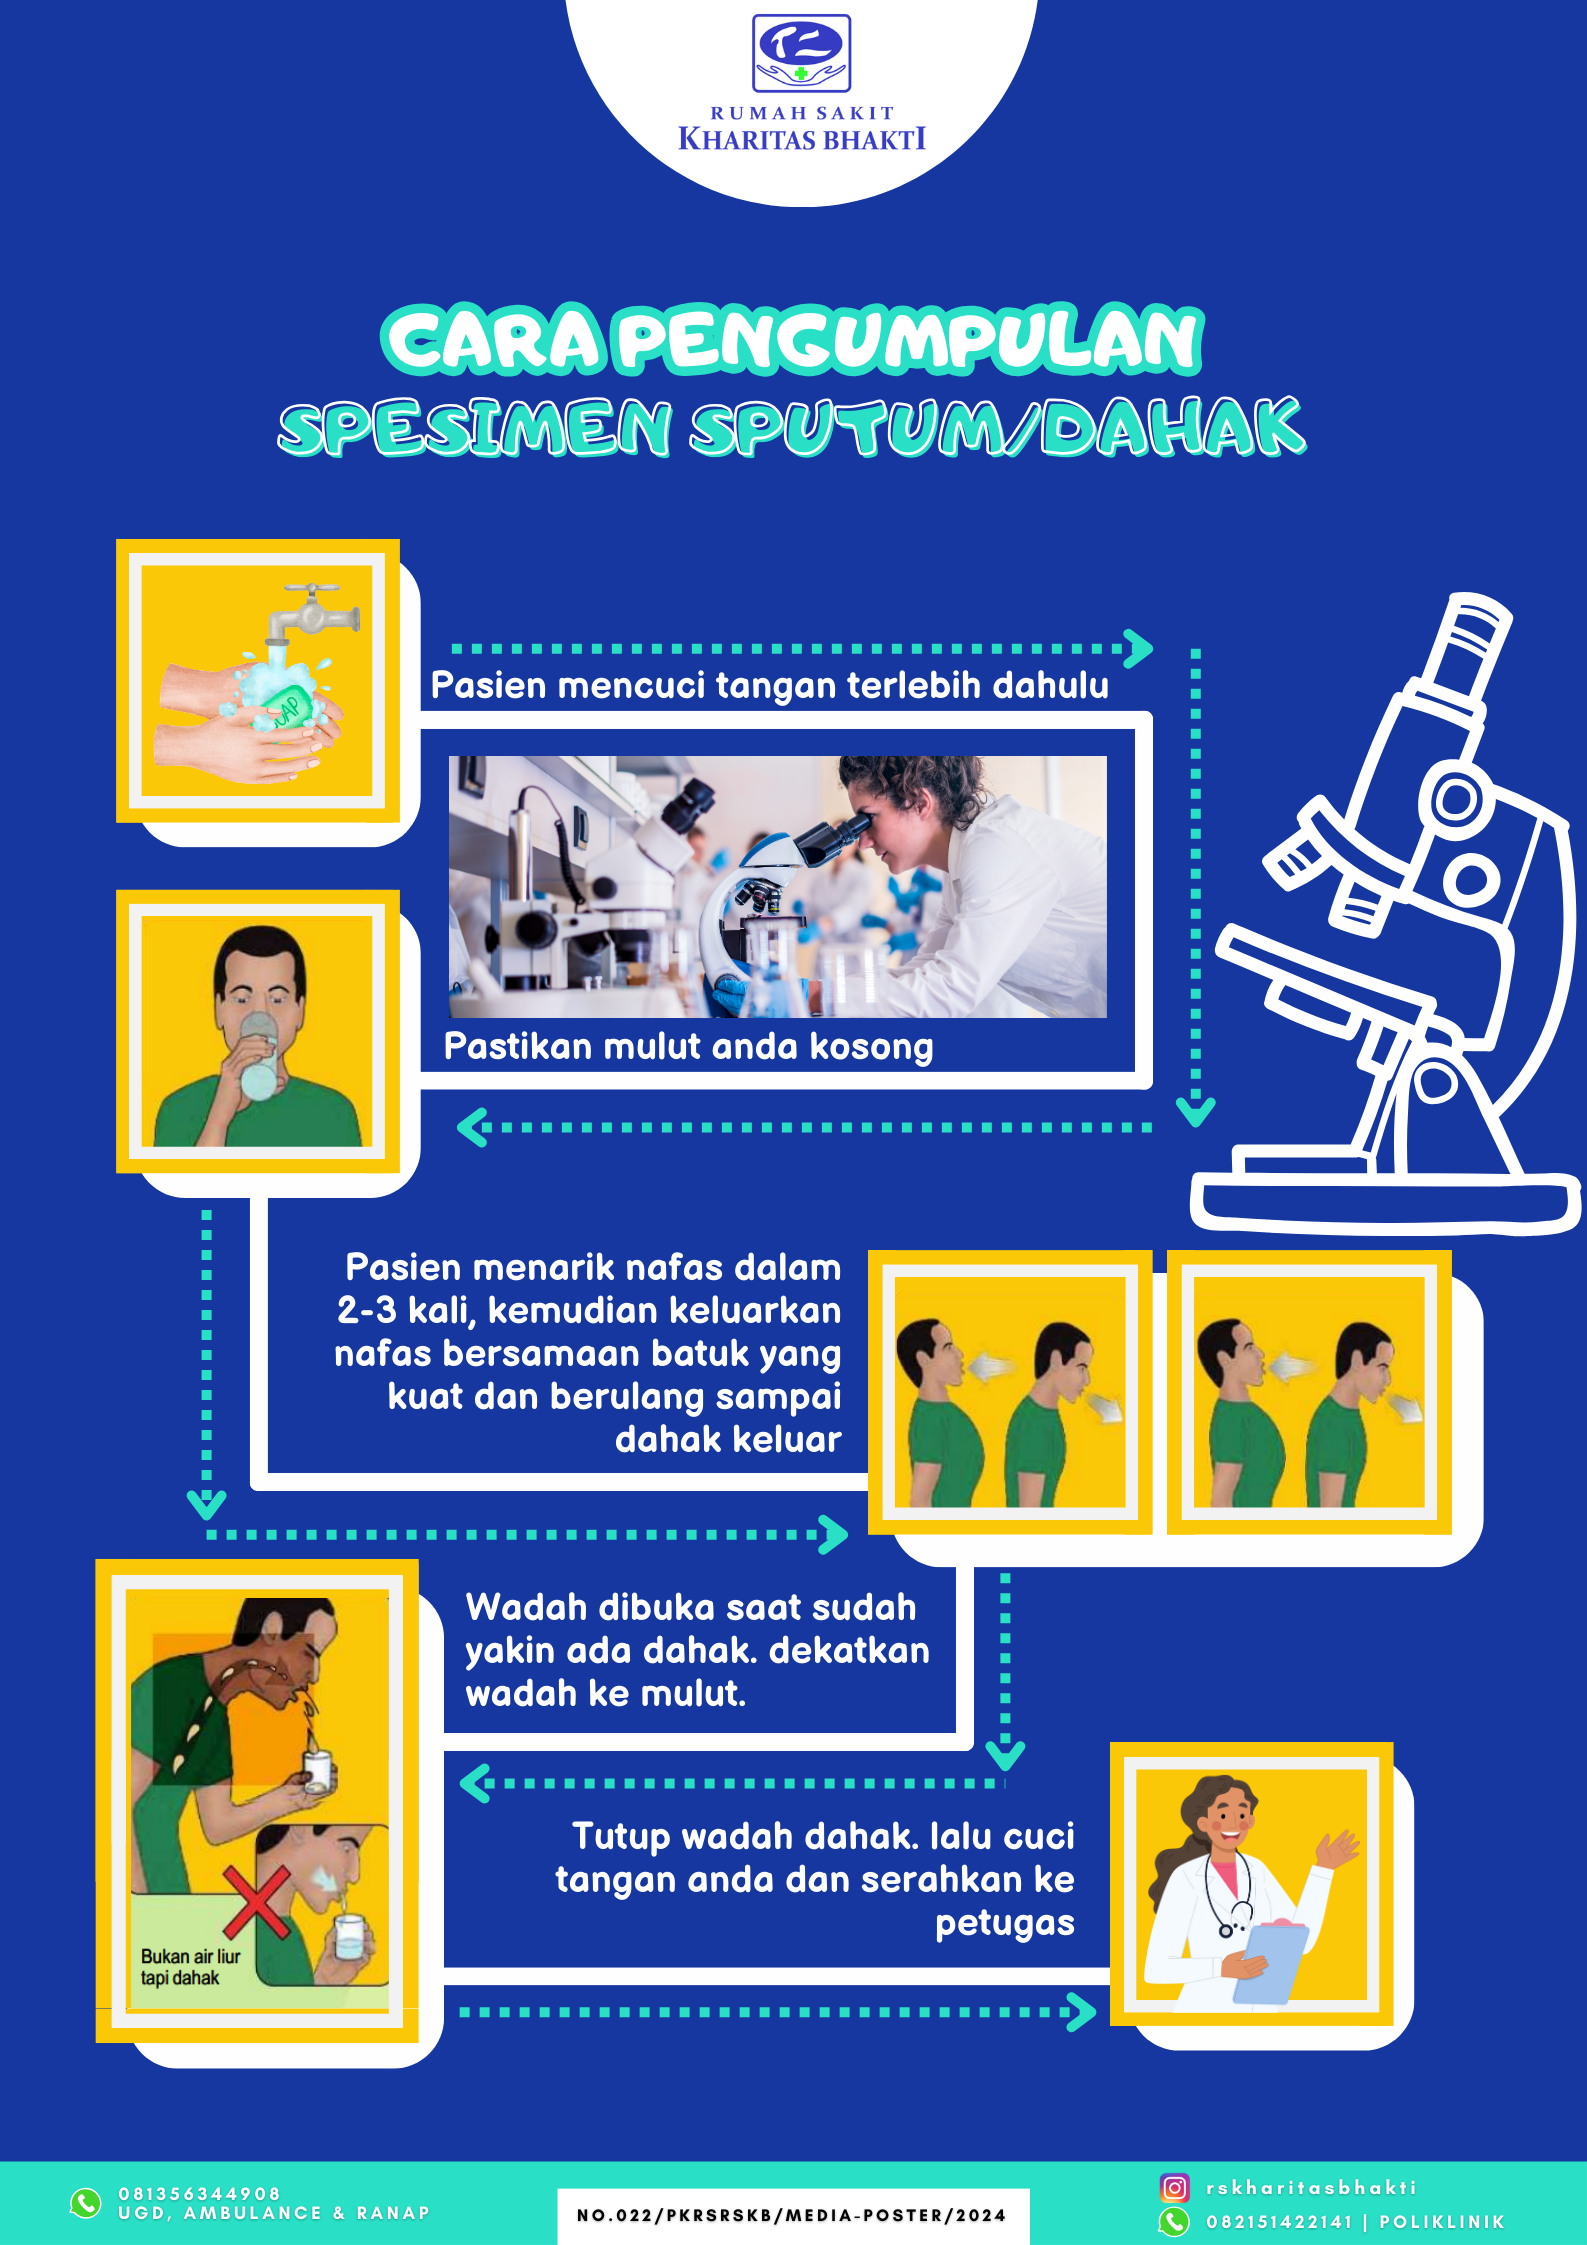 RUMAH SAKIT
KHARITAS BHAKTI
CARA PENGUMPULAN
SPESIMEN SPUTUM/DAHAK
Pasien mencuci tangan terlebih dahulu
Pastikan mulut anda kosong
Pasien menarik nafas dalam
2-3 kali, kemudian keluarkan
nafas bersamaan batuk yang
kuat dan berulang sampai
dahak keluar
Wadah dibuka saat sudah
yakin ada dahak. dekatkan
wadah ke mulut.
Bukan air liur
tapi dahak
Tutup wadah dahak. lalu cuci
tangan anda dan serahkan ke
petugas
081356344908
UGD, AMBULANCE & RANAP
NO.022/PKRSRSKB/MEDIA-POSTER/2024
rskharitasbhakti
082151422141 | POLIKLINIK